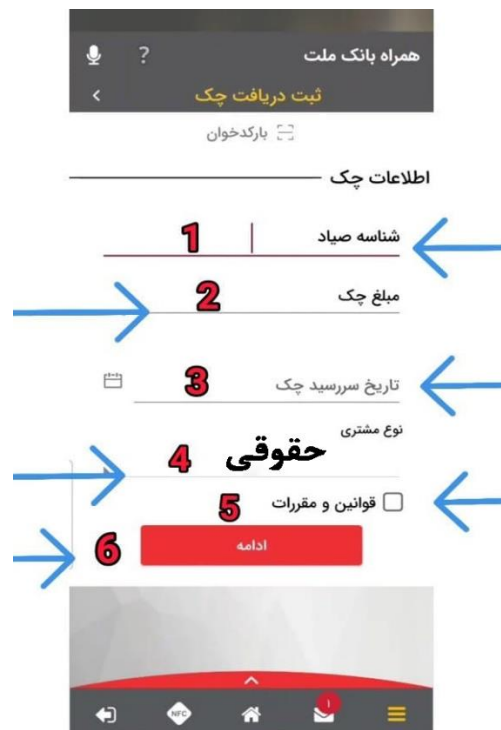 همراه بانک ملت
?
ثبت دریافت چک
بارکدخوان
اطلاعات چک
شناسه صیاد
1
مبلغ چک
2
تاریخ سررسید چک
3
نوع مشتری
حقوقی
4
قوانین و مقررات
5
ادامه
6
۱
NFC